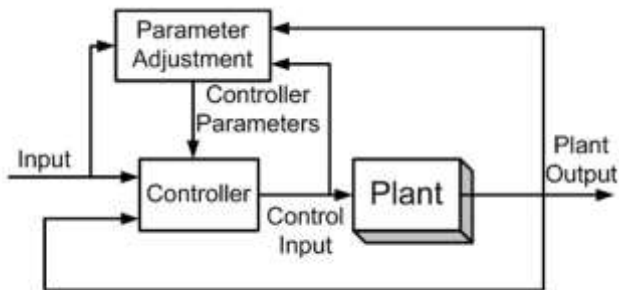 Parameter
Adjustment
Controller
Parameters
Input
Controller
Control
Input
Plant
Plant
Output